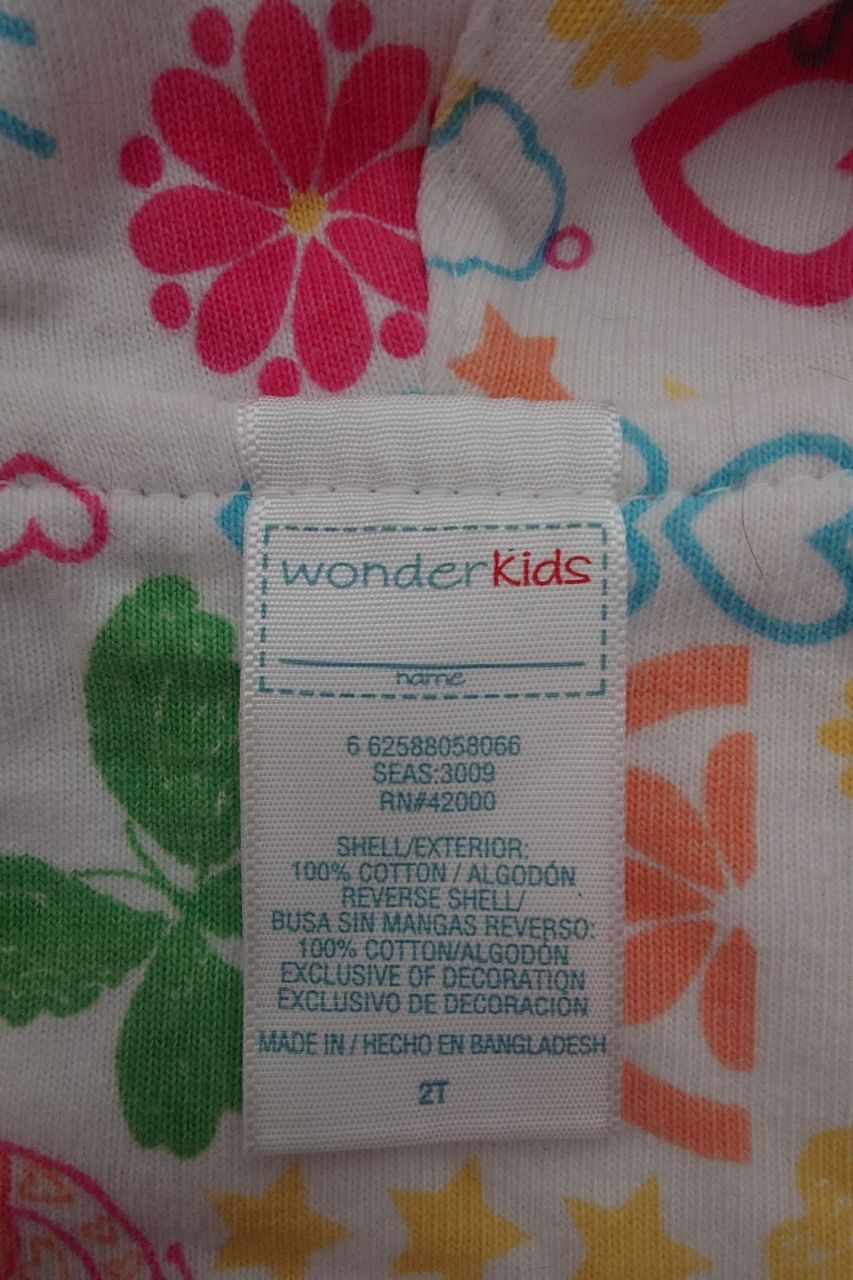 wonderkids
name
6 62588058066
SEAS:3009
RN#42000
SHELL/EXTERIOR:
100% COTTON / ALGODÓN
REVERSE SHELL/
BUSA SIN MANGAS REVERSO:
100% COTTON/ALGODÓN
EXCLUSIVE OF DECORATION
EXCLUSIVO DE DECORACIÓN
MADE IN / HECHO EN BANGLADESH
2T